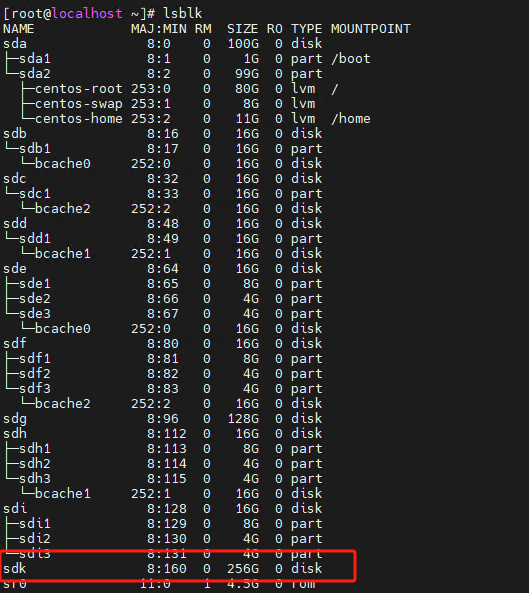 [root@localhost ~]# lsblk
NAME            MAJ:MIN RM  SIZE RO TYPE MOUNTPOINT
sda               8:0    0  100G  0 disk
├─sda1            8:1    0    1G  0 part /boot
└─sda2            8:2    0   99G  0 part
  ├─centos-root 253:0    0   80G  0 lvm  /
  ├─centos-swap 253:1    0    8G  0 lvm
  └─centos-home 253:2    0   11G  0 lvm  /home
sdb               8:16   0   16G  0 disk
└─sdb1            8:17   0   16G  0 part
  └─bcache0     252:0    0   16G  0 disk
sdc               8:32   0   16G  0 disk
└─sdc1            8:33   0   16G  0 part
  └─bcache2     252:2    0   16G  0 disk
sdd               8:48   0   16G  0 disk
└─sdd1            8:49   0   16G  0 part
  └─bcache1     252:1    0   16G  0 disk
sde               8:64   0   16G  0 disk
├─sde1            8:65   0    8G  0 part
├─sde2            8:66   0    4G  0 part
└─sde3            8:67   0    4G  0 part
  └─bcache0     252:0    0   16G  0 disk
sdf               8:80   0   16G  0 disk
├─sdf1            8:81   0    8G  0 part
├─sdf2            8:82   0    4G  0 part
└─sdf3            8:83   0    4G  0 part
  └─bcache2     252:2    0   16G  0 disk
sdg               8:96   0  128G  0 disk
sdh               8:112  0   16G  0 disk
├─sdh1            8:113  0    8G  0 part
├─sdh2            8:114  0    4G  0 part
└─sdh3            8:115  0    4G  0 part
  └─bcache1     252:1    0   16G  0 disk
sdi               8:128  0   16G  0 disk
├─sdi1            8:129  0    8G  0 part
├─sdi2            8:130  0    4G  0 part
└─sdi3            8:131  0    4G  0 part
sdk               8:160  0  256G  0 disk
sr0              11:0    1  4.5G  0 rom